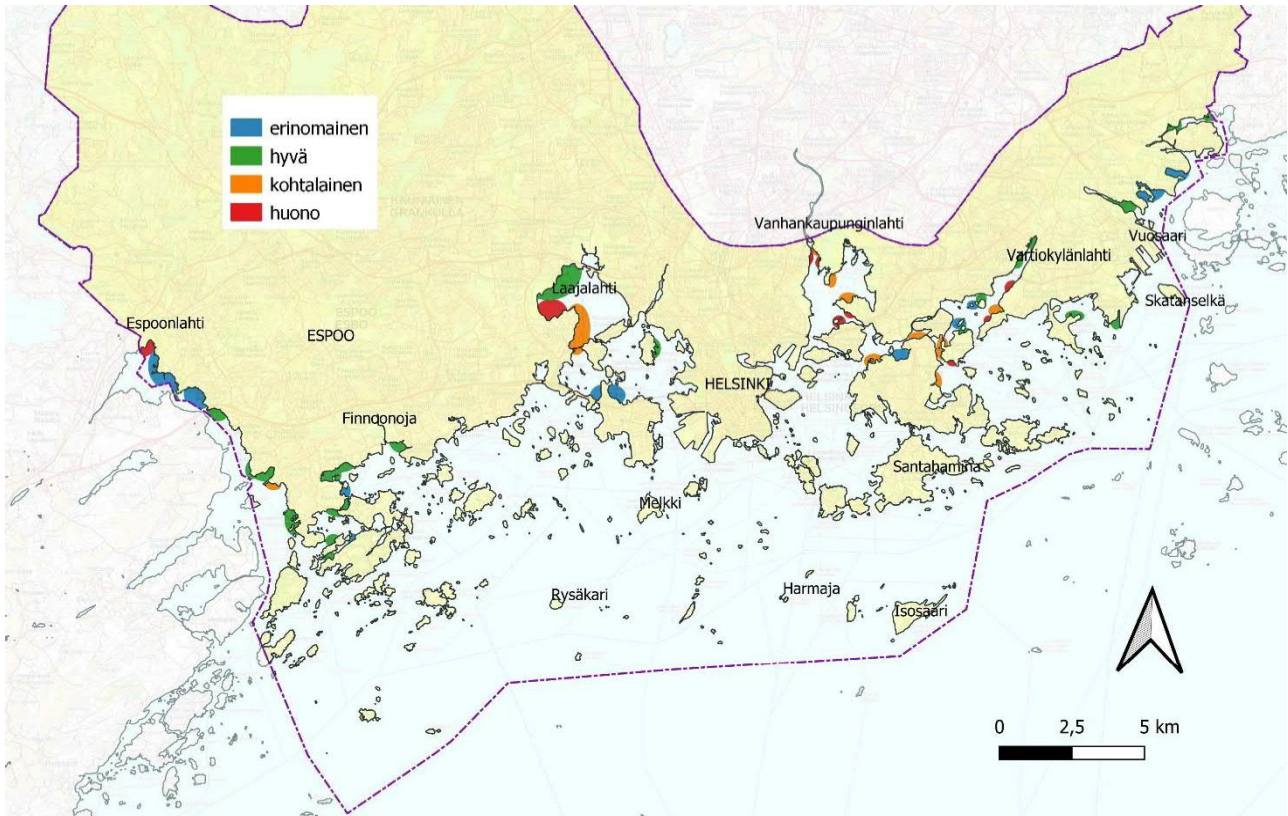 erinomainen
hyvä
kohtalainen
huono
Vanhankaupunginlahti
Vartiokylänlahti
Vuosaari
Laajalahti
Skatanselkä
Espoonlahti
ESPOO
HELSINKI
Finndonoja
Santahamina
Melkki
Rysäkari
Harmaja
Isosaari
0 2,5 5 km